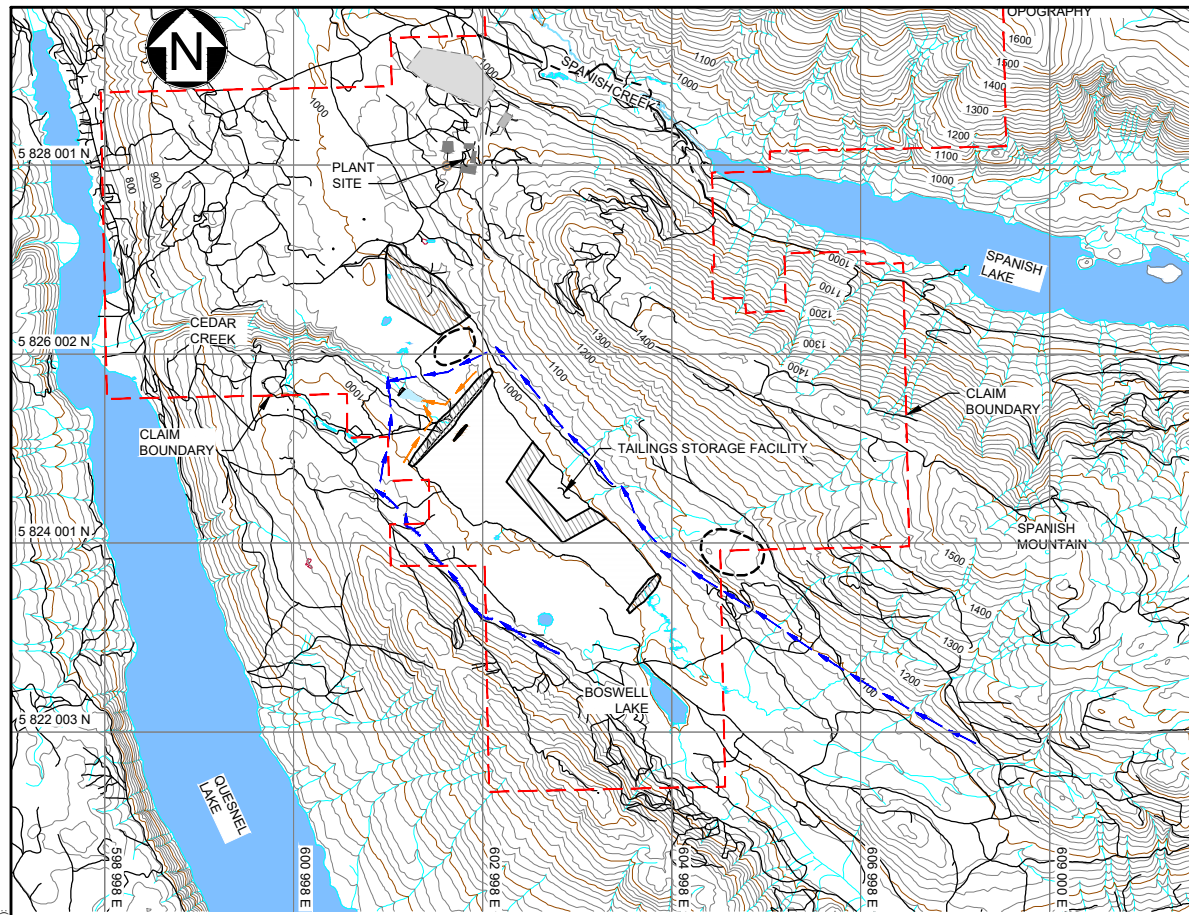 OPOGRAPHY
1600
1500
1400
1300
1200
1100
1000
1100
1000
N
1000
SPANISH CREEK
1000
5 828 001 N
PLANT
SITE
800
900
SPANISH
LAKE
1000
1100
1200
1300
1400
CEDAR
CREEK
5 826 002 N
1300
1400
1200
1100
1000
1000
CLAIM
BOUNDARY
CLAIM
BOUNDARY
TAILINGS STORAGE FACILITY
5 824 001 N
SPANISH
MOUNTAIN
1500
1400
1300
1200
1100
BOSWELL
LAKE
5 822 003 N
QUESNEL
LAKE
598 998 E
600 998 E
602 998 E
604 998 E
606 998 E
609 000 E